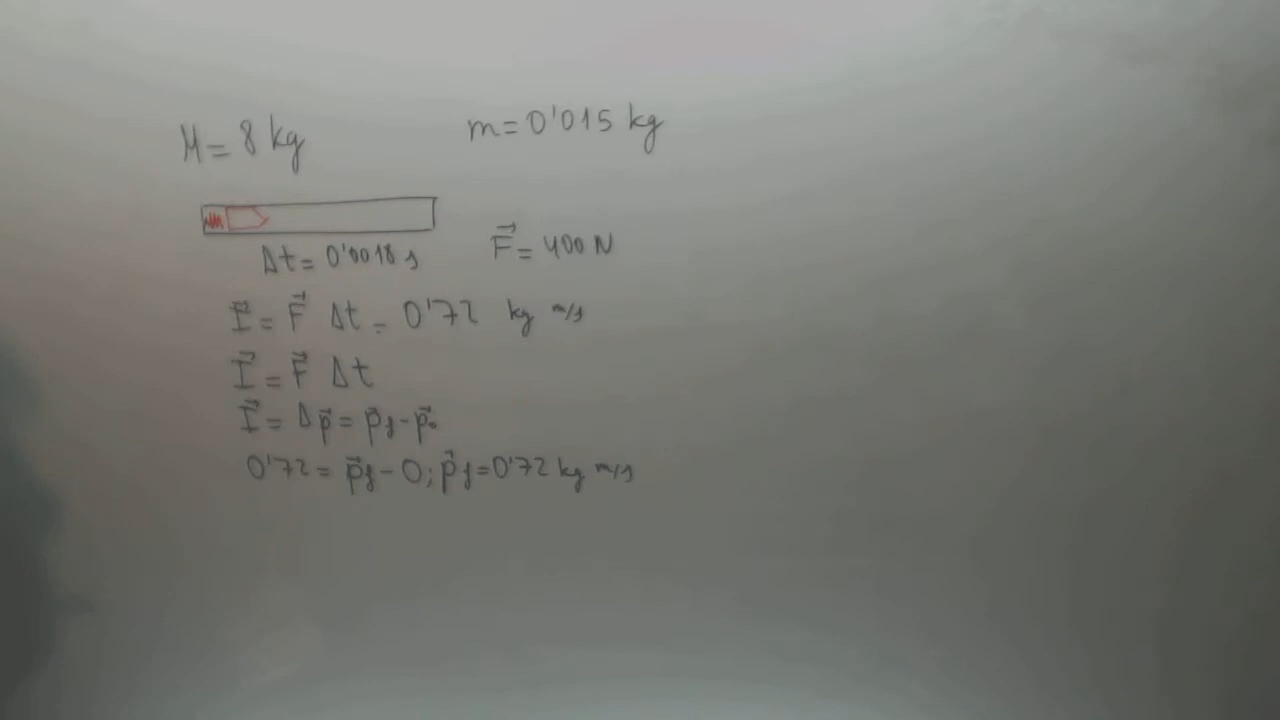 M = 8 kg
m = 0'015 kg
Δt = 0'0018 s
F⃗ = 400 N
I⃗ = F⃗ Δt = 0'72 kg m/s
I⃗ = F⃗ Δt
I⃗ = Δp⃗ = p⃗f - p⃗₀
0'72 = p⃗f - 0; p⃗f = 0'72 kg m/s